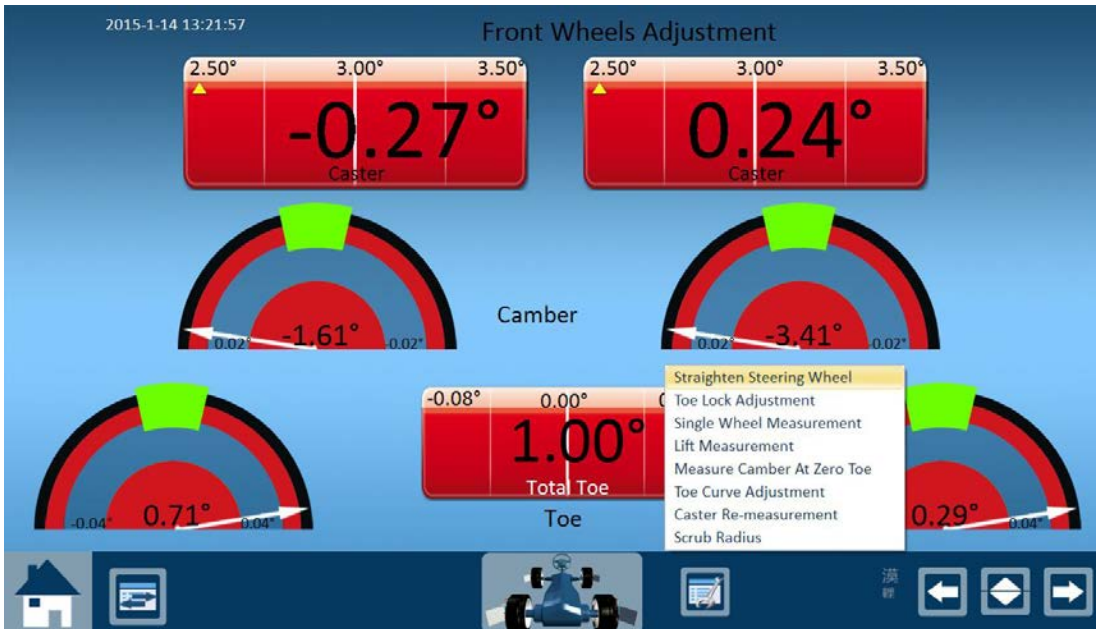 2015-1-14 13:21:57
Front Wheels Adjustment
2.50° 3.00° 3.50°
-0.27°
Caster
2.50° 3.00° 3.50°
0.24°
Caster
Camber
0.02° -1.61° -0.02°
0.02° -3.41° -0.02°
-0.08° 0.00°
1.00°
Total Toe
Toe
-0.04° 0.71° 0.04°
0.29° 0.04°
Straighten Steering Wheel
Toe Lock Adjustment
Single Wheel Measurement
Lift Measurement
Measure Camber At Zero Toe
Toe Curve Adjustment
Caster Re-measurement
Scrub Radius
漢